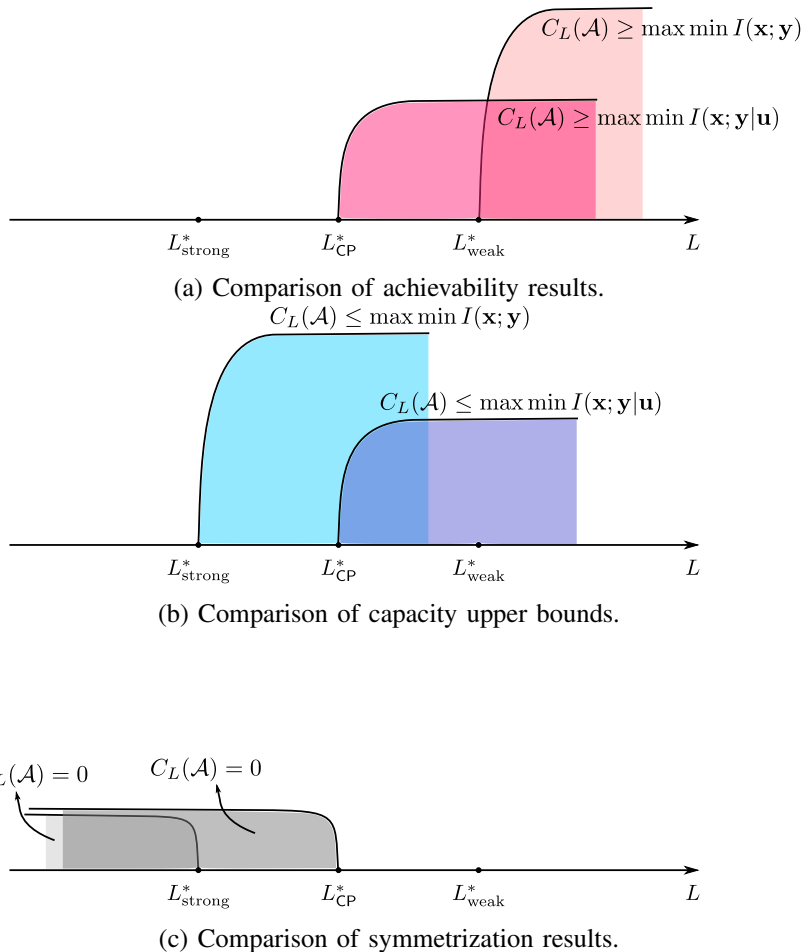 C_L(𝒜) ≥ max min I(x; y)
C_L(𝒜) ≥ max min I(x; y|u)
L*_strong L*_CP L*_weak L
(a) Comparison of achievability results.
C_L(𝒜) ≤ max min I(x; y)
C_L(𝒜) ≤ max min I(x; y|u)
L*_strong L*_CP L*_weak L
(b) Comparison of capacity upper bounds.
L(𝒜) = 0 C_L(𝒜) = 0
L*_strong L*_CP L*_weak L
(c) Comparison of symmetrization results.